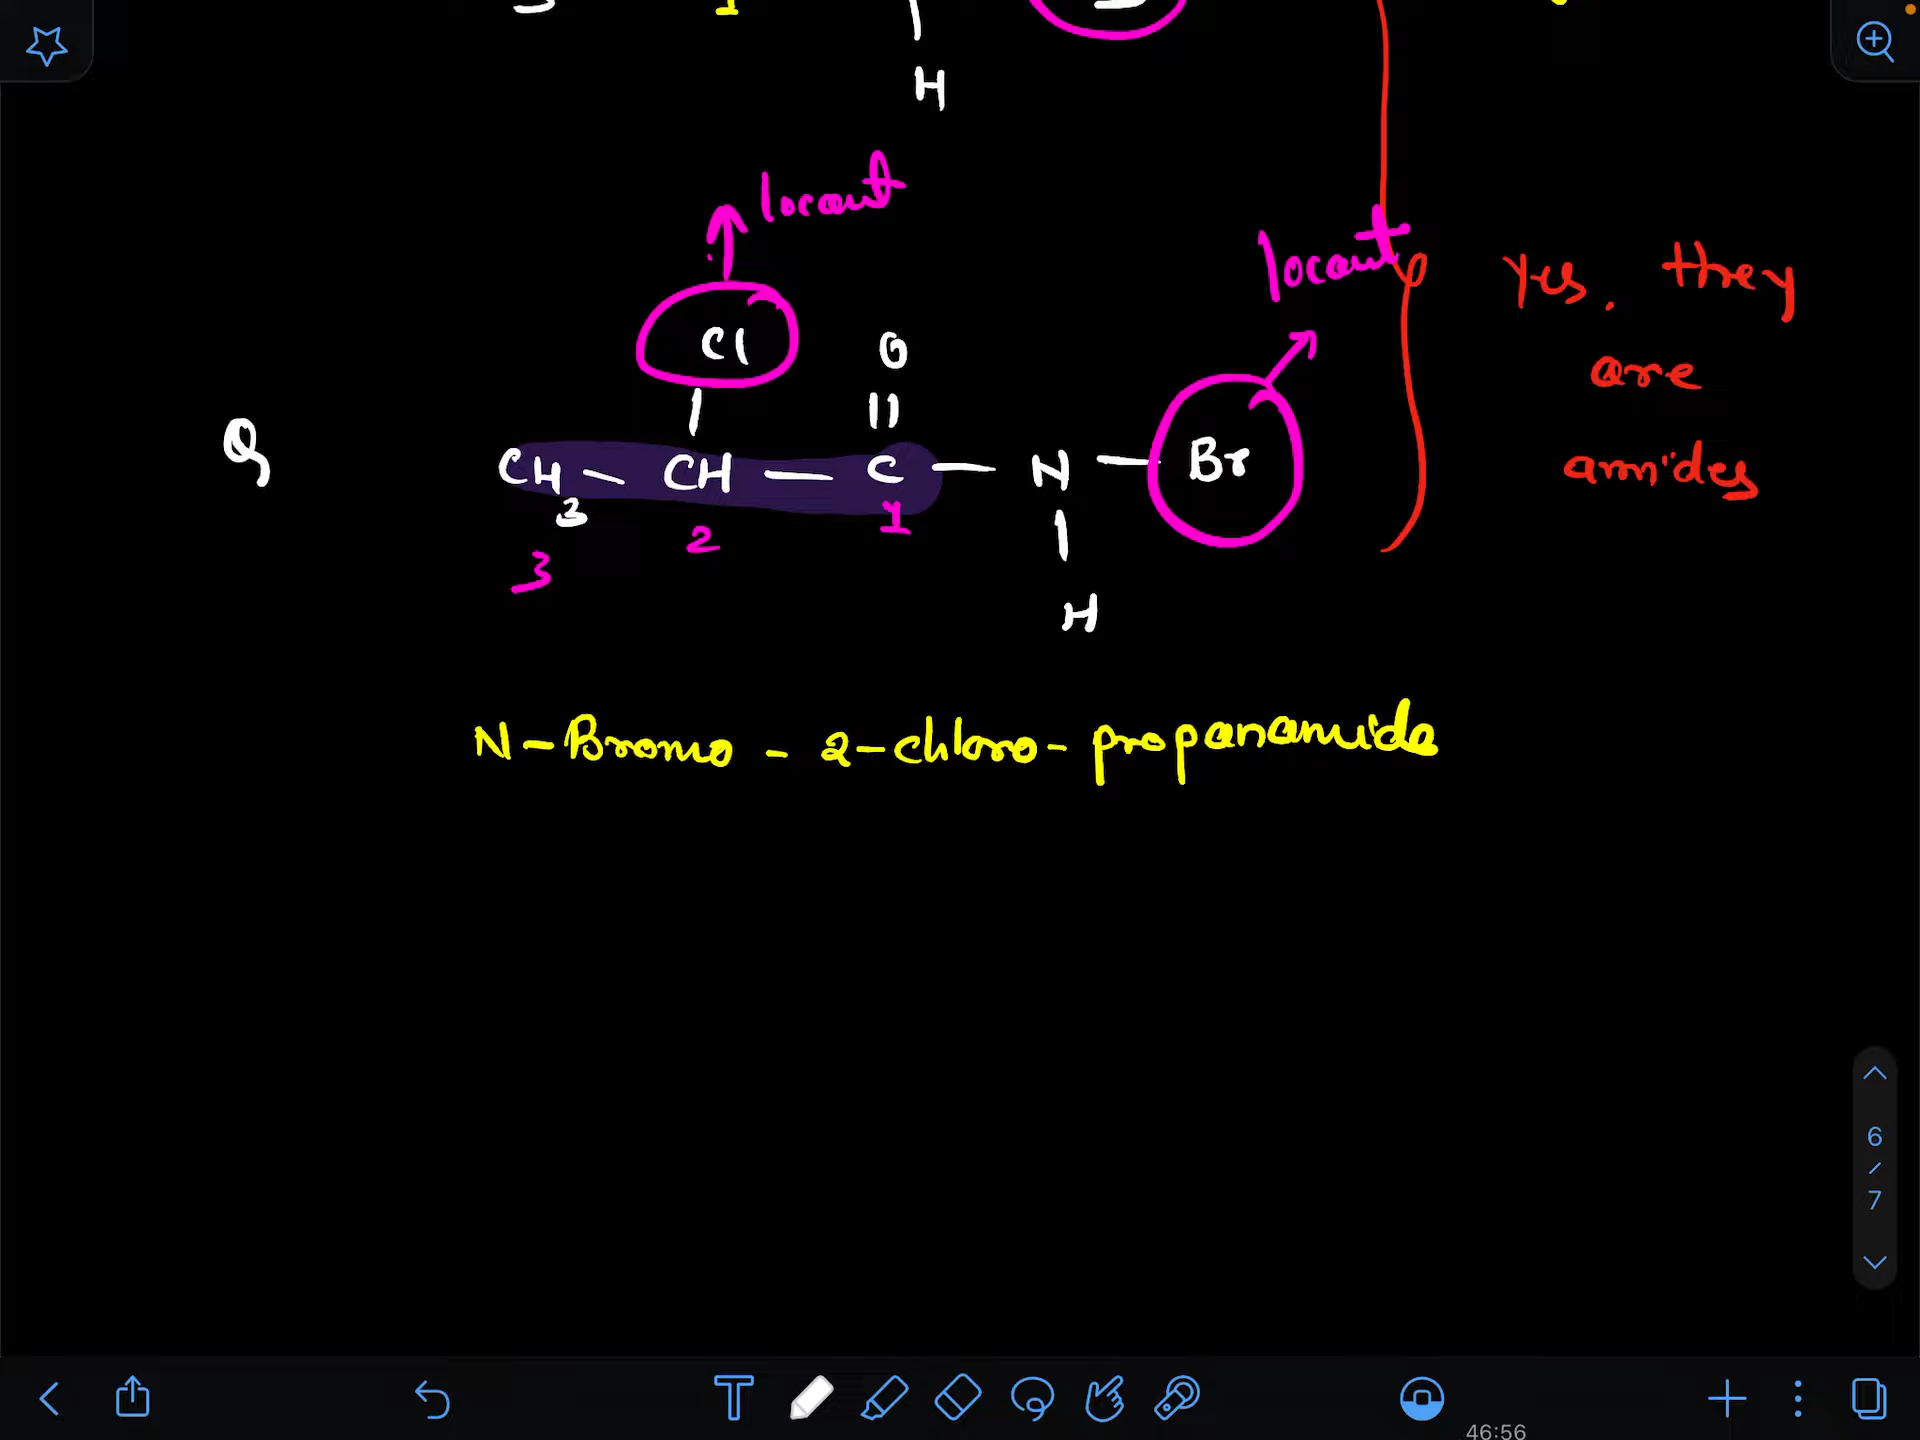 H
locant
locant
Yes, they
Cl O
are
Q CH3 – CH — C — N — Br
amides
3 2 1
H
N-Bromo - 2-chloro- propanamide
6
/
7
T
46:56